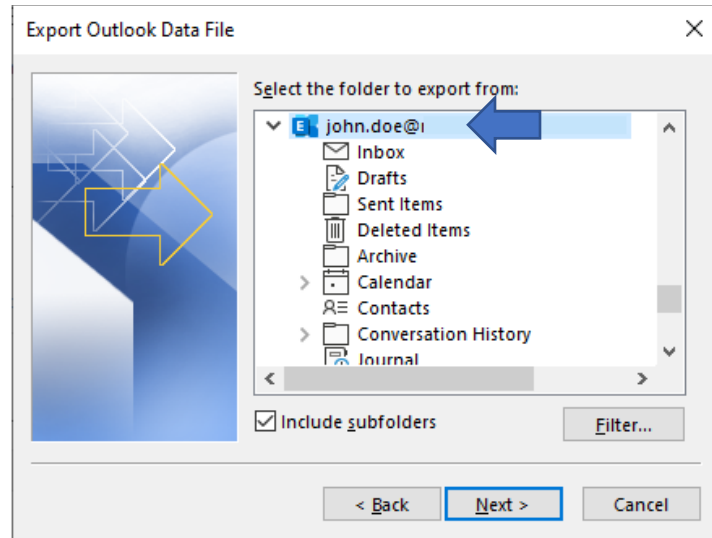 Export Outlook Data File
Select the folder to export from:
john.doe@
Inbox
Drafts
Sent Items
Deleted Items
Archive
Calendar
Contacts
Conversation History
Journal
Include subfolders
Filter...
< Back
Next >
Cancel